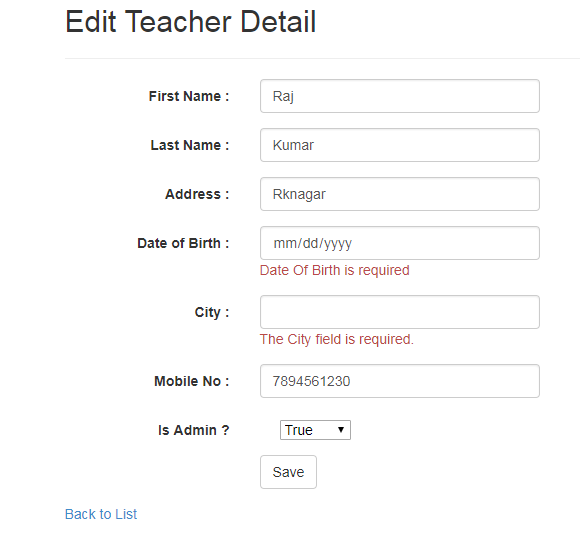 Edit Teacher Detail
First Name : Raj
Last Name : Kumar
Address : Rknagar
Date of Birth : mm/dd/yyyy
Date Of Birth is required
City :
The City field is required.
Mobile No : 7894561230
Is Admin ? True
Save
Back to List